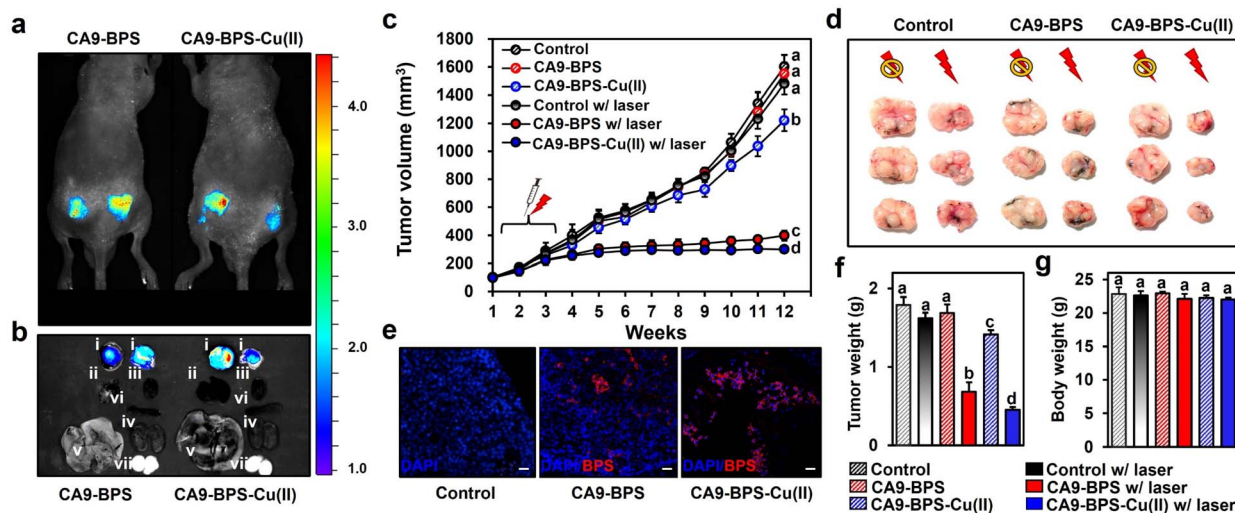 a
CA9-BPS CA9-BPS-Cu(II)
4.0
3.0
2.0
1.0
b
i i i i
ii iii ii iii
vi vi
iv iv
v v
vii vii
CA9-BPS CA9-BPS-Cu(II)
c
Tumor volume (mm³)
1800
1600
1400
1200
1000
800
600
400
200
0
Control
CA9-BPS
CA9-BPS-Cu(II)
Control w/ laser
CA9-BPS w/ laser
CA9-BPS-Cu(II) w/ laser
a
a
a
b
c
d
1 2 3 4 5 6 7 8 9 10 11 12
Weeks
d
Control CA9-BPS CA9-BPS-Cu(II)
e
DAPI DAPI/BPS DAPI/BPS
Control CA9-BPS CA9-BPS-Cu(II)
f
Tumor weight (g)
2
1
0
a a a b c d
g
Body weight (g)
25
20
15
10
5
0
a a a a a a
Control
CA9-BPS
CA9-BPS-Cu(II)
Control w/ laser
CA9-BPS w/ laser
CA9-BPS-Cu(II) w/ laser